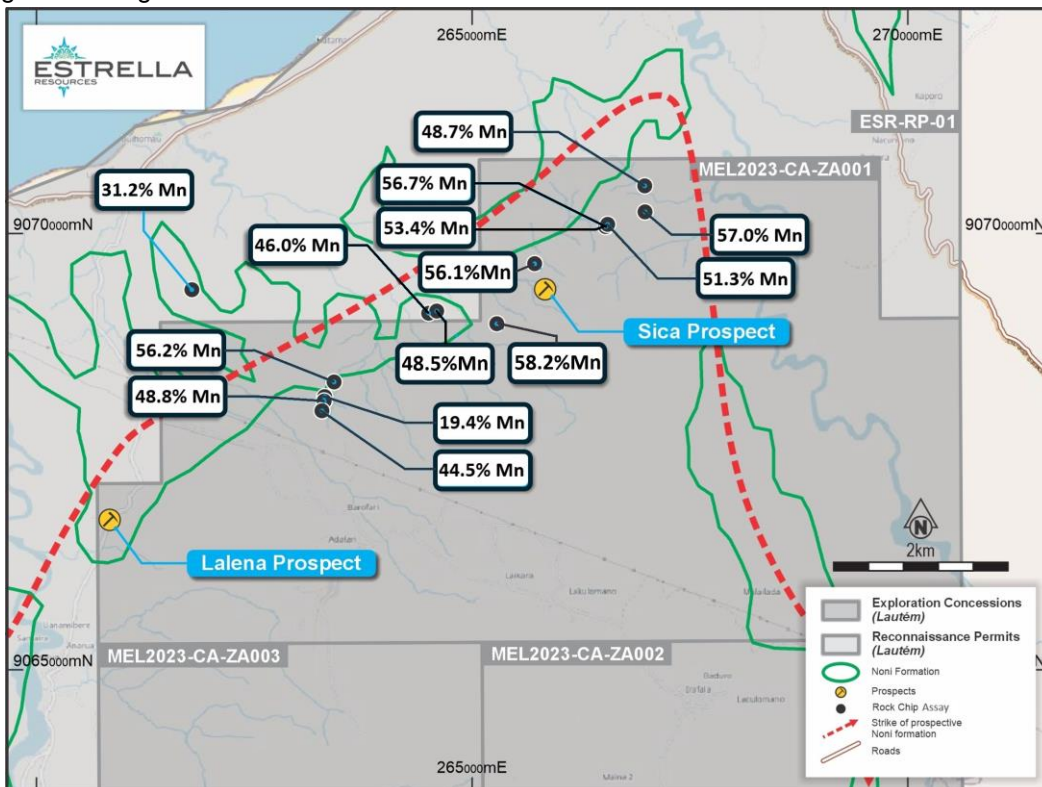 ESTRELLA
RESOURCES
265000mE
270000mE
Kaporo
ESR-RP-01
MEL2023-CA-ZA001
48.7% Mn
56.7% Mn
31.2% Mn
53.4% Mn
9070000mN
9070000mN
46.0% Mn
57.0% Mn
56.1%Mn
51.3% Mn
Sica Prospect
56.2% Mn
48.5%Mn
58.2%Mn
48.8% Mn
19.4% Mn
44.5% Mn
Banofari
Adalari
Lalena Prospect
N
2km
Exploration Concessions
(Lautém)
Reconnaissance Permits
(Lautém)
Noni Formation
Prospects
Rock Chip Assay
Strike of prospective
Noni formation
Roads
MEL2023-CA-ZA003
MEL2023-CA-ZA002
9065000mN
9065000mN
265000mE